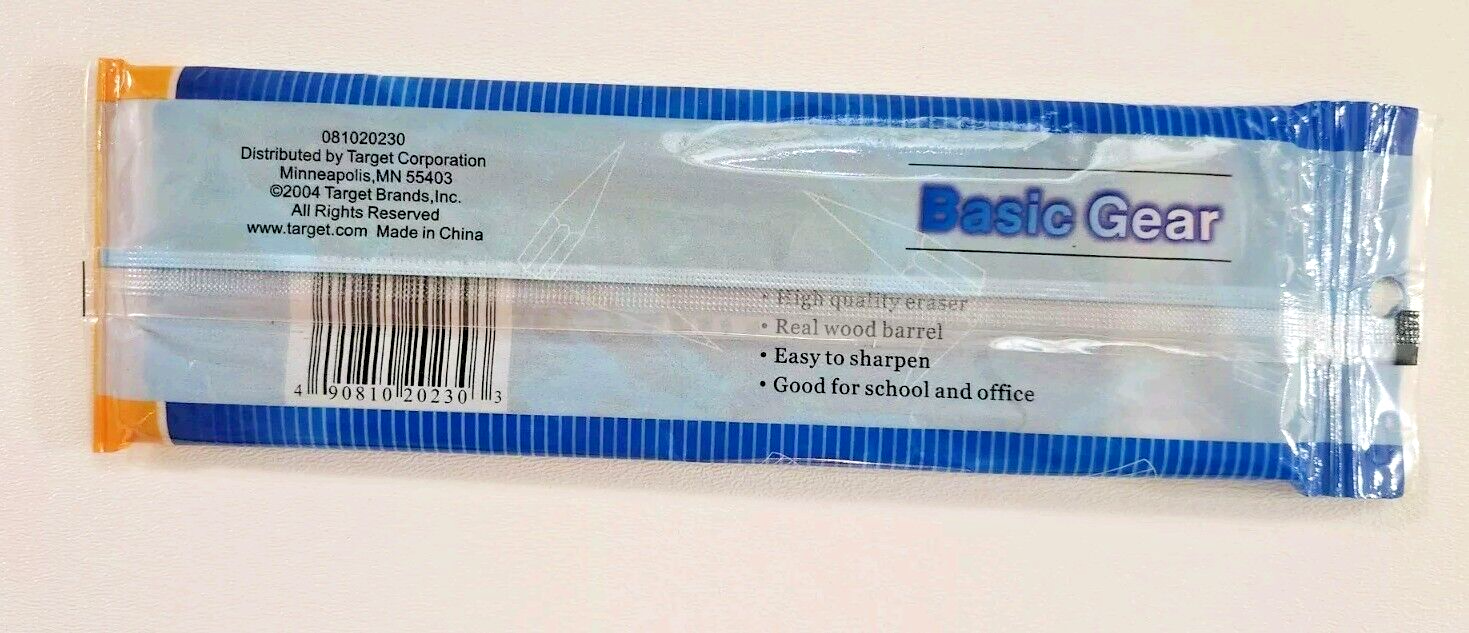 081020230
Distributed by Target Corporation
Minneapolis,MN 55403
©2004 Target Brands,Inc.
All Rights Reserved
www.target.com Made in China
4 90810 20230 3
Basic Gear
• High quality eraser
• Real wood barrel
• Easy to sharpen
• Good for school and office